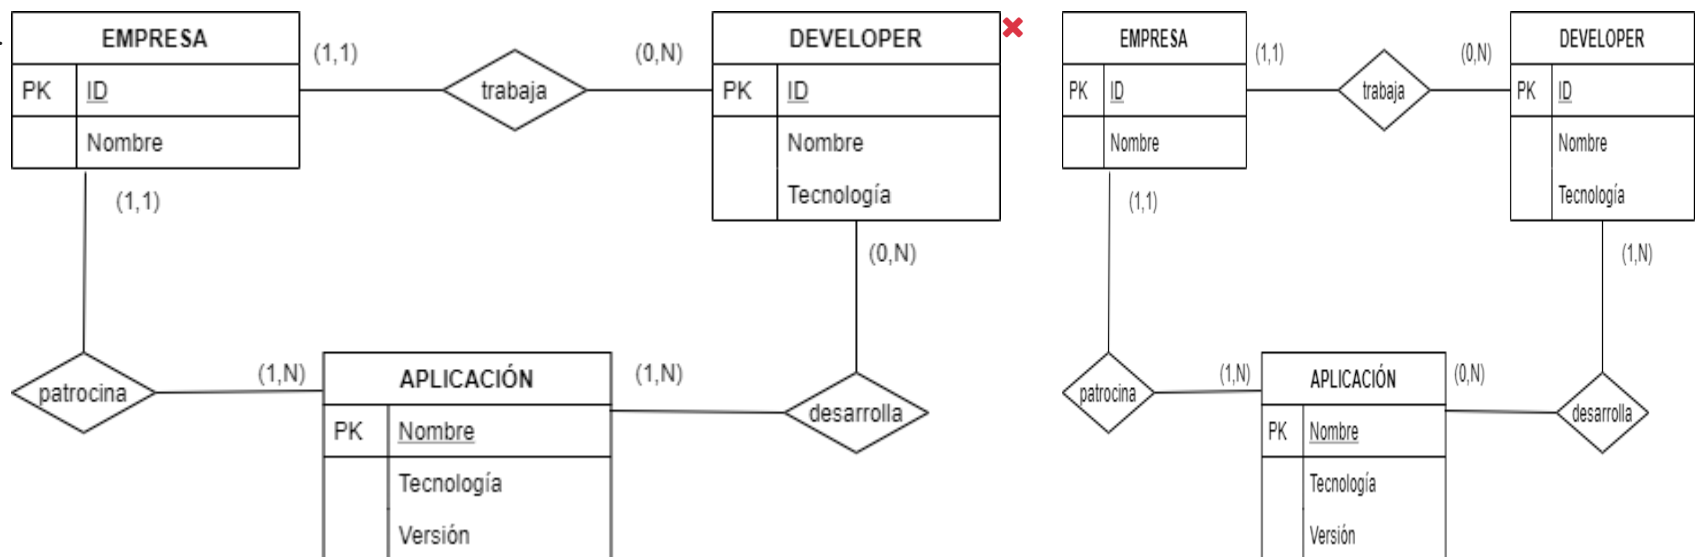 EMPRESA
PK ID
Nombre
(1,1)
trabaja
(0,N)
DEVELOPER
PK ID
Nombre
Tecnología
(1,1)
(0,N)
patrocina
(1,N)
APLICACIÓN
PK Nombre
Tecnología
Versión
(1,N)
desarrolla
EMPRESA
PK ID
Nombre
(1,1)
trabaja
(0,N)
DEVELOPER
PK ID
Nombre
Tecnología
(1,1)
(1,N)
patrocina
(1,N)
APLICACIÓN
PK Nombre
Tecnología
Versión
(0,N)
desarrolla